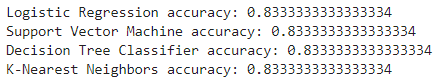 Logistic Regression accuracy: 0.8333333333333334
Support Vector Machine accuracy: 0.8333333333333334
Decision Tree Classifier accuracy: 0.8333333333333334
K-Nearest Neighbors accuracy: 0.8333333333333334